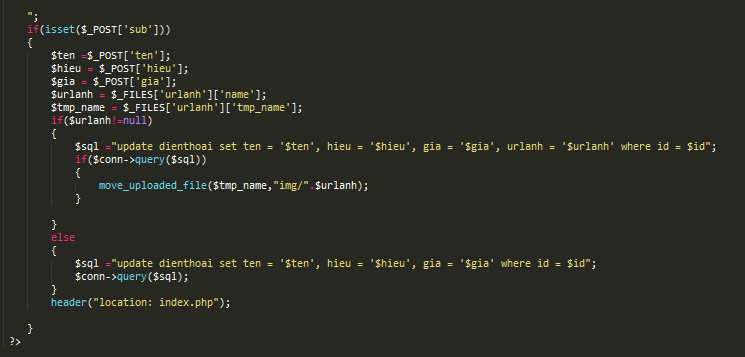 ";
if(isset($_POST['sub']))
{
$ten =$_POST['ten'];
$hieu = $_POST['hieu'];
$gia = $_POST['gia'];
$urlanh = $_FILES['urlanh']['name'];
$tmp_name = $_FILES['urlanh']['tmp_name'];
if($urlanh!=null)
{
$sql ="update dienthoai set ten = '$ten', hieu = '$hieu', gia = '$gia', urlanh = '$urlanh' where id = $id";
if($conn->query($sql))
{
move_uploaded_file($tmp_name,"img/".$urlanh);
}
}
else
{
$sql ="update dienthoai set ten = '$ten', hieu = '$hieu', gia = '$gia' where id = $id";
$conn->query($sql);
}
header("location: index.php");
}
?>